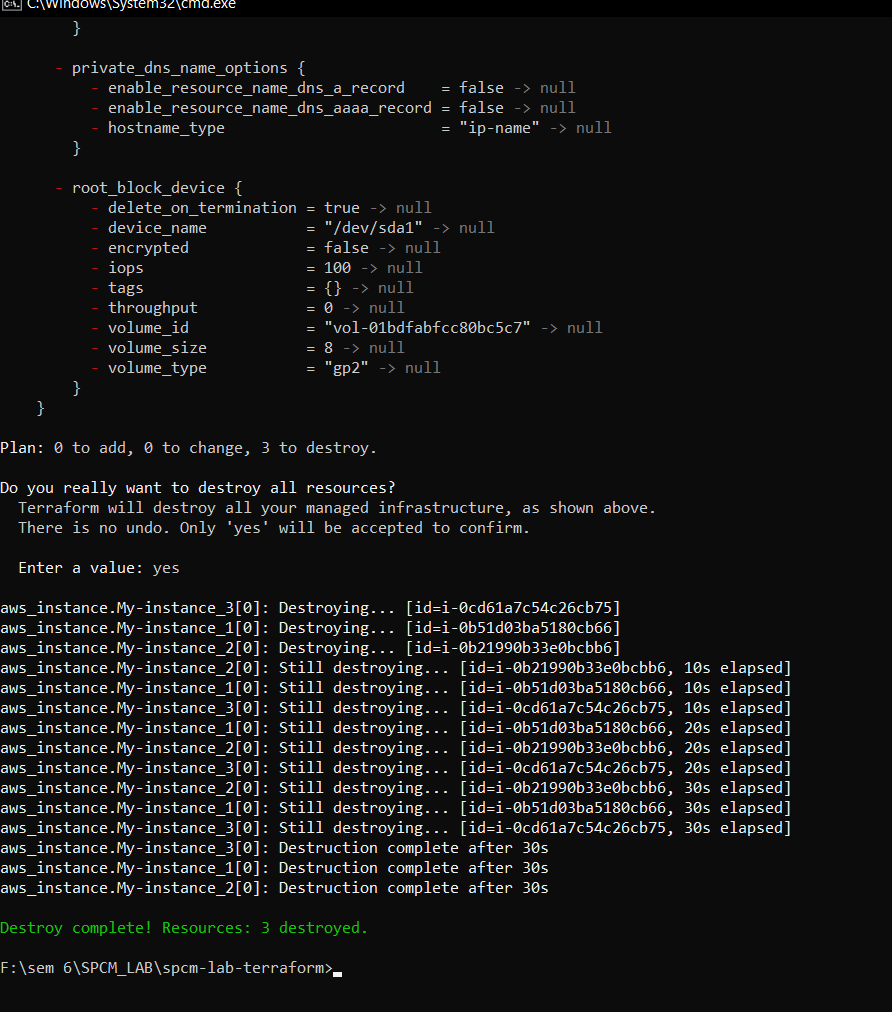 C:\Windows\System32\cmd.exe
        }

      - private_dns_name_options {
          - enable_resource_name_dns_a_record    = false -> null
          - enable_resource_name_dns_aaaa_record = false -> null
          - hostname_type                        = "ip-name" -> null
        }

      - root_block_device {
          - delete_on_termination = true -> null
          - device_name           = "/dev/sda1" -> null
          - encrypted             = false -> null
          - iops                  = 100 -> null
          - tags                  = {} -> null
          - throughput            = 0 -> null
          - volume_id             = "vol-01bdfabfcc80bc5c7" -> null
          - volume_size           = 8 -> null
          - volume_type           = "gp2" -> null
        }
    }

Plan: 0 to add, 0 to change, 3 to destroy.

Do you really want to destroy all resources?
  Terraform will destroy all your managed infrastructure, as shown above.
  There is no undo. Only 'yes' will be accepted to confirm.

  Enter a value: yes

aws_instance.My-instance_3[0]: Destroying... [id=i-0cd61a7c54c26cb75]
aws_instance.My-instance_1[0]: Destroying... [id=i-0b51d03ba5180cb66]
aws_instance.My-instance_2[0]: Destroying... [id=i-0b21990b33e0bcbb6]
aws_instance.My-instance_2[0]: Still destroying... [id=i-0b21990b33e0bcbb6, 10s elapsed]
aws_instance.My-instance_1[0]: Still destroying... [id=i-0b51d03ba5180cb66, 10s elapsed]
aws_instance.My-instance_3[0]: Still destroying... [id=i-0cd61a7c54c26cb75, 10s elapsed]
aws_instance.My-instance_1[0]: Still destroying... [id=i-0b51d03ba5180cb66, 20s elapsed]
aws_instance.My-instance_2[0]: Still destroying... [id=i-0b21990b33e0bcbb6, 20s elapsed]
aws_instance.My-instance_3[0]: Still destroying... [id=i-0cd61a7c54c26cb75, 20s elapsed]
aws_instance.My-instance_2[0]: Still destroying... [id=i-0b21990b33e0bcbb6, 30s elapsed]
aws_instance.My-instance_1[0]: Still destroying... [id=i-0b51d03ba5180cb66, 30s elapsed]
aws_instance.My-instance_3[0]: Still destroying... [id=i-0cd61a7c54c26cb75, 30s elapsed]
aws_instance.My-instance_3[0]: Destruction complete after 30s
aws_instance.My-instance_1[0]: Destruction complete after 30s
aws_instance.My-instance_2[0]: Destruction complete after 30s

Destroy complete! Resources: 3 destroyed.

F:\sem 6\SPCM_LAB\spcm-lab-terraform>